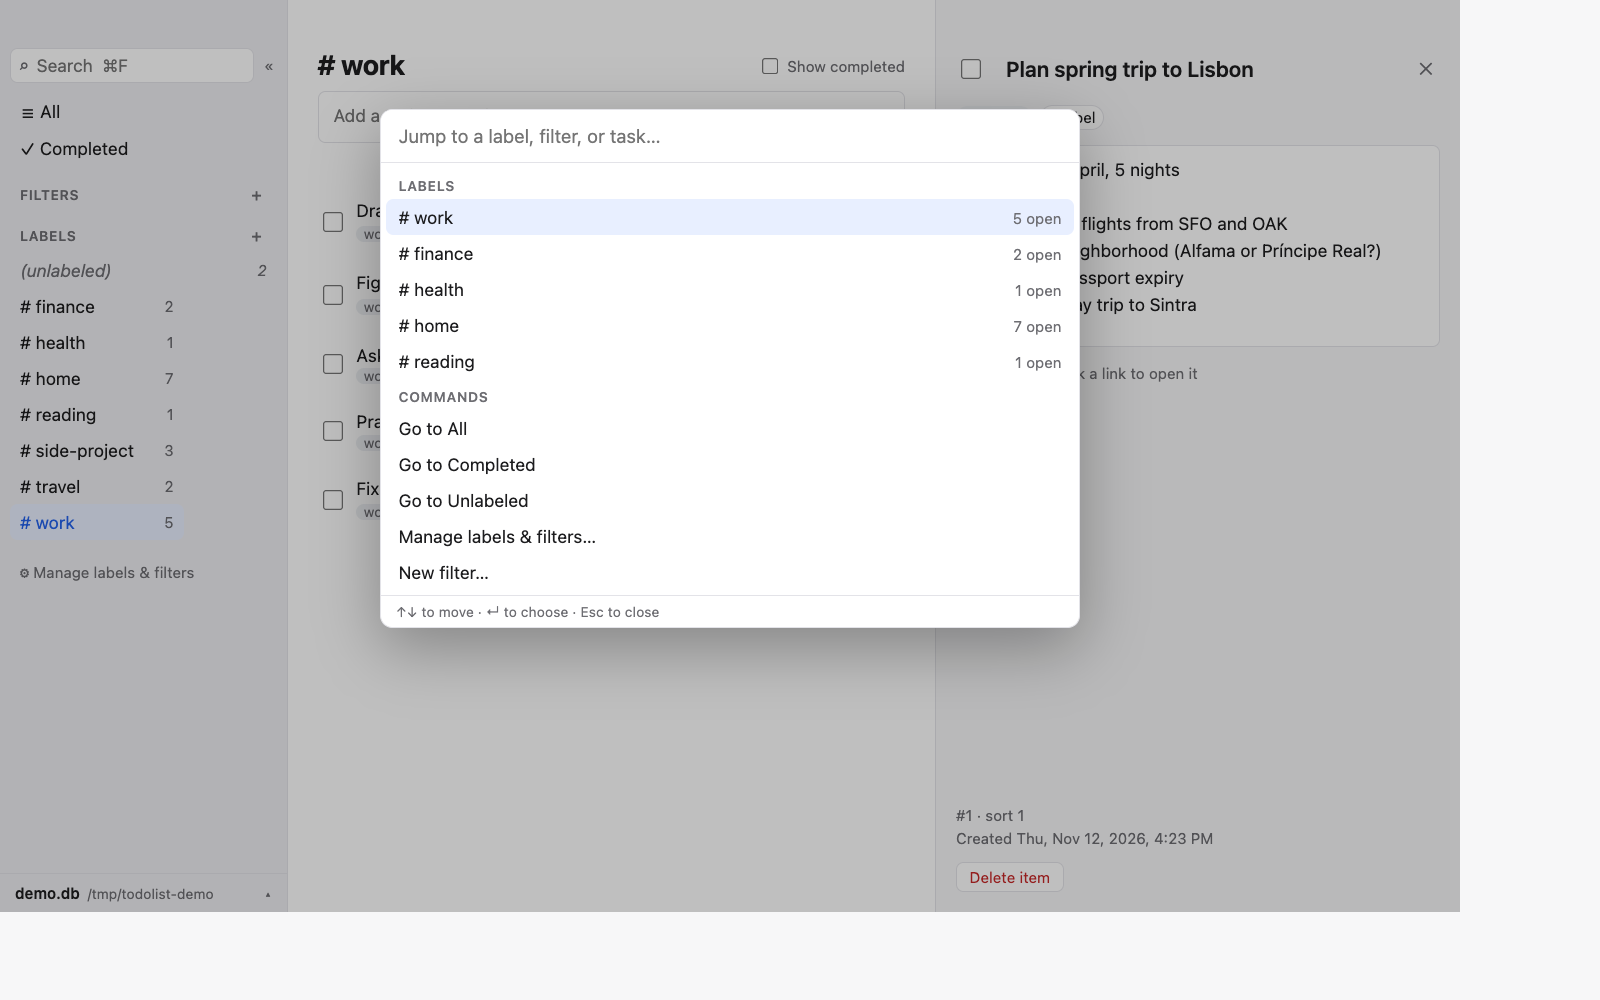 Search ⌘F «
≡ All
✓ Completed
FILTERS +
LABELS +
(unlabeled) 2
# finance 2
# health 1
# home 7
# reading 1
# side-project 3
# travel 2
# work 5
Manage labels & filters
demo.db /tmp/todolist-demo
# work
Show completed
Add a
Jump to a label, filter, or task...
LABELS
# work 5 open
# finance 2 open
# health 1 open
# home 7 open
# reading 1 open
COMMANDS
Go to All
Go to Completed
Go to Unlabeled
Manage labels & filters...
New filter...
↑↓ to move · ↵ to choose · Esc to close
Plan spring trip to Lisbon
pril, 5 nights
flights from SFO and OAK
ghborhood (Alfama or Príncipe Real?)
ssport expiry
y trip to Sintra
a link to open it
#1 · sort 1
Created Thu, Nov 12, 2026, 4:23 PM
Delete item